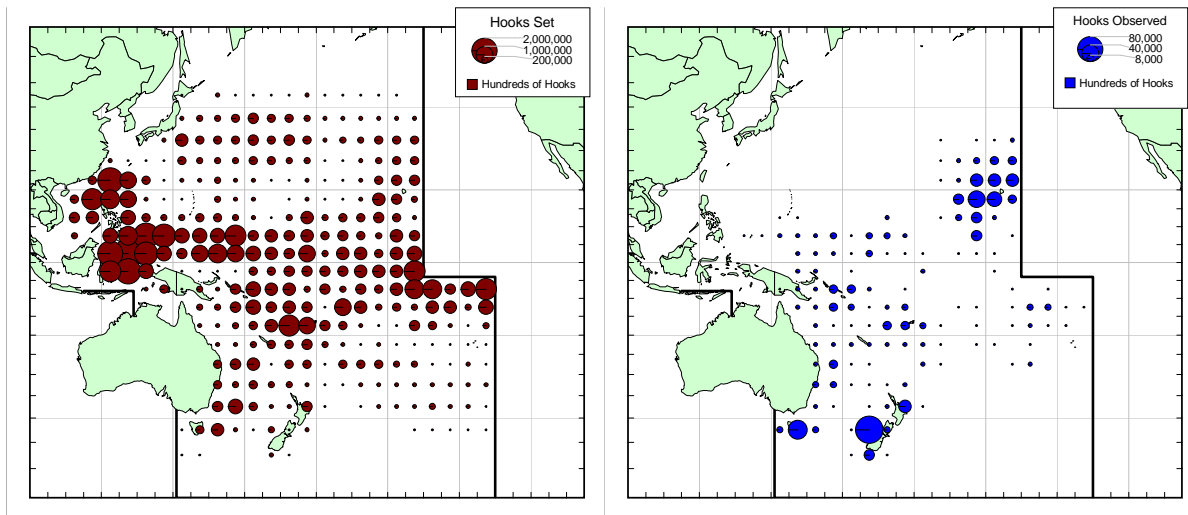 Hooks Set
2,000,000
1,000,000
200,000
Hundreds of Hooks
Hooks Observed
80,000
40,000
8,000
Hundreds of Hooks